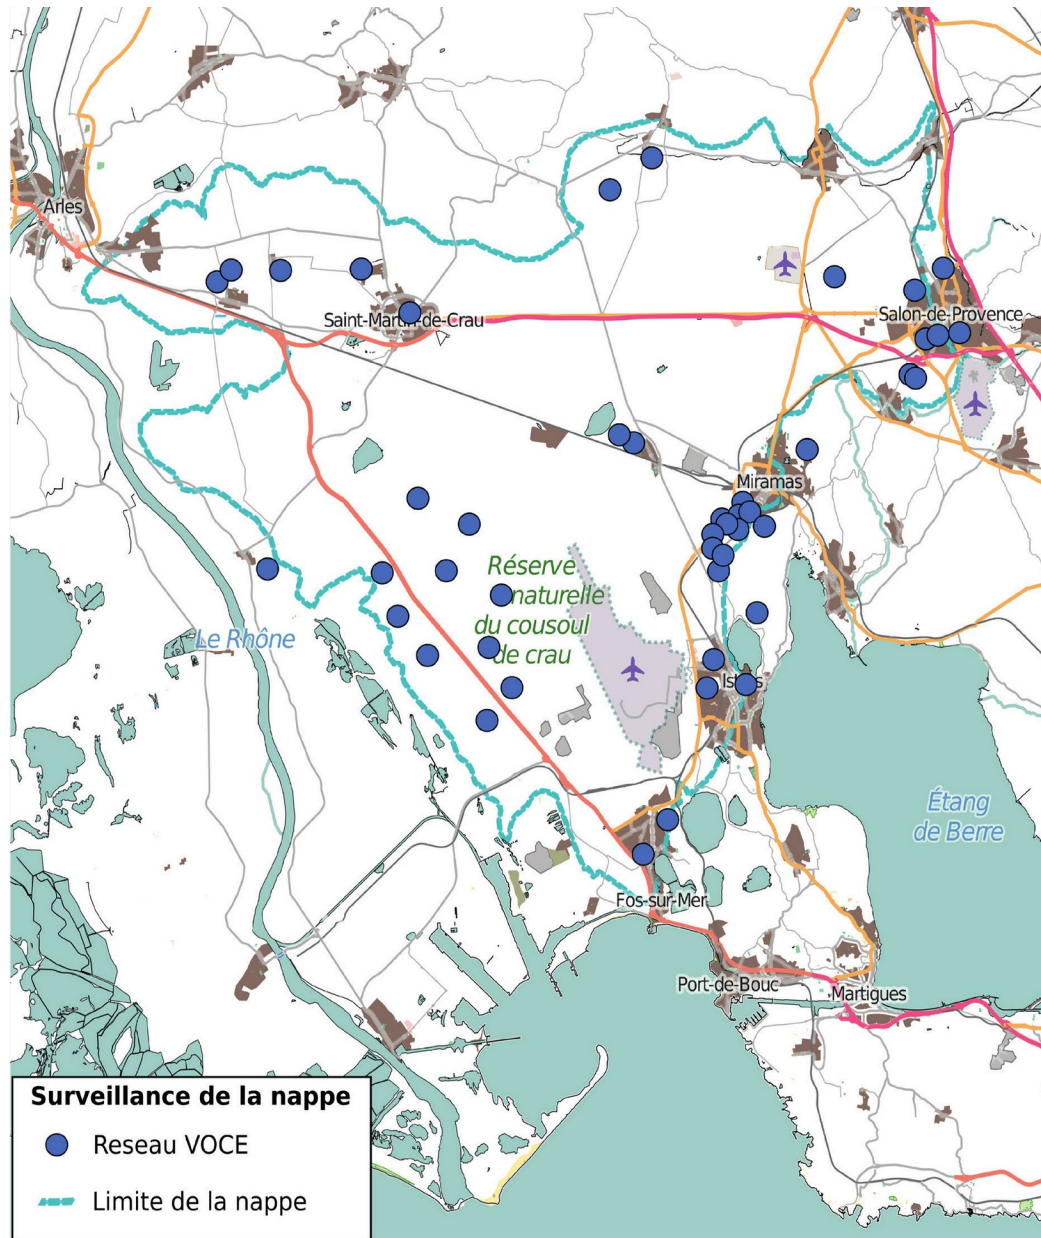 Arles
Saint-Martin-de-Crau
Salon-de-Provence
Miramas
Réserve
naturelle
du cousoul
de crau
Le Rhône
Istres
Étang
de Berre
Fos-sur-Mer
Port-de-Bouc
Martigues
Surveillance de la nappe
Reseau VOCE
Limite de la nappe